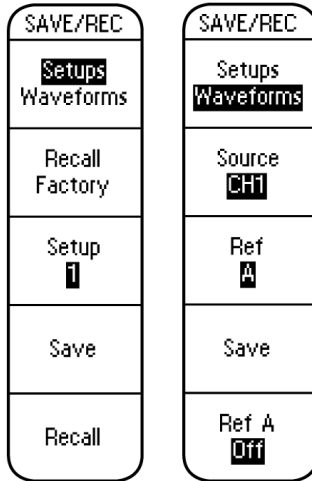 SAVE/REC
Setups
Waveforms
Recall
Factory
Setup
1
Save
Recall
SAVE/REC
Setups
Waveforms
Source
CH1
Ref
A
Save
Ref A
Off